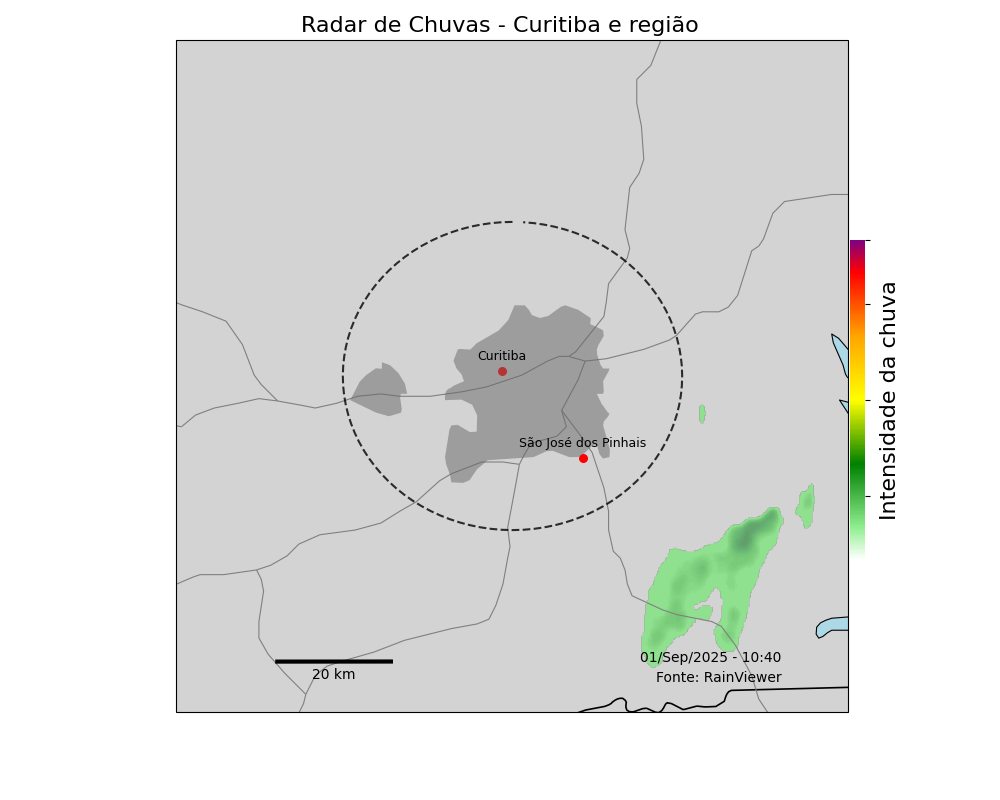 Radar de Chuvas - Curitiba e região
Curitiba
São José dos Pinhais
Intensidade da chuva
01/Sep/2025 - 10:40
20 km
Fonte: RainViewer